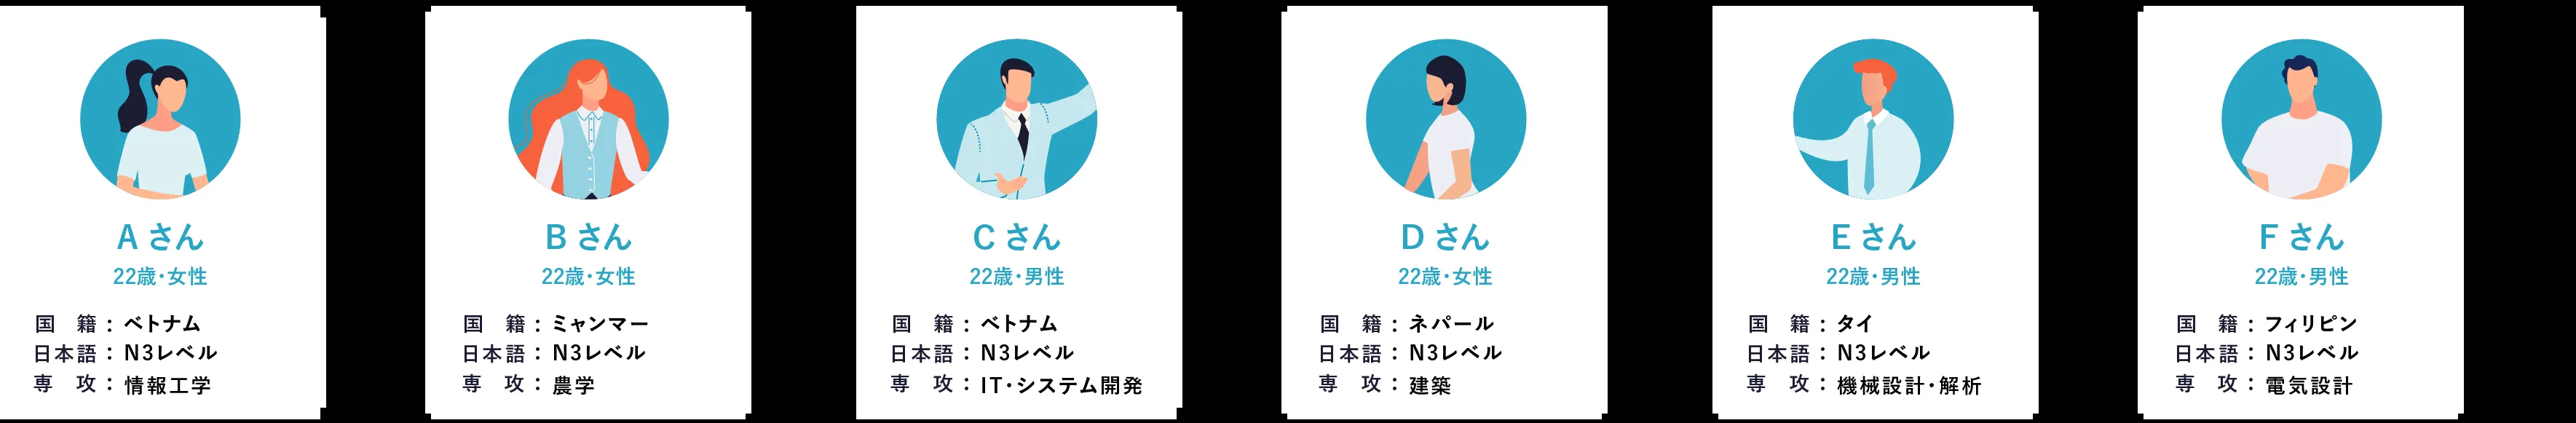 A さん
22歳・女性
国 籍：ベトナム
日本語：N3レベル
専 攻：情報工学
B さん
22歳・女性
国 籍：ミャンマー
日本語：N3レベル
専 攻：農学
C さん
22歳・男性
国 籍：ベトナム
日本語：N3レベル
専 攻：IT・システム開発
D さん
22歳・女性
国 籍：ネパール
日本語：N3レベル
専 攻：建築
E さん
22歳・男性
国 籍：タイ
日本語：N3レベル
専 攻：機械設計・解析
F さん
22歳・男性
国 籍：フィリピン
日本語：N3レベル
専 攻：電気設計